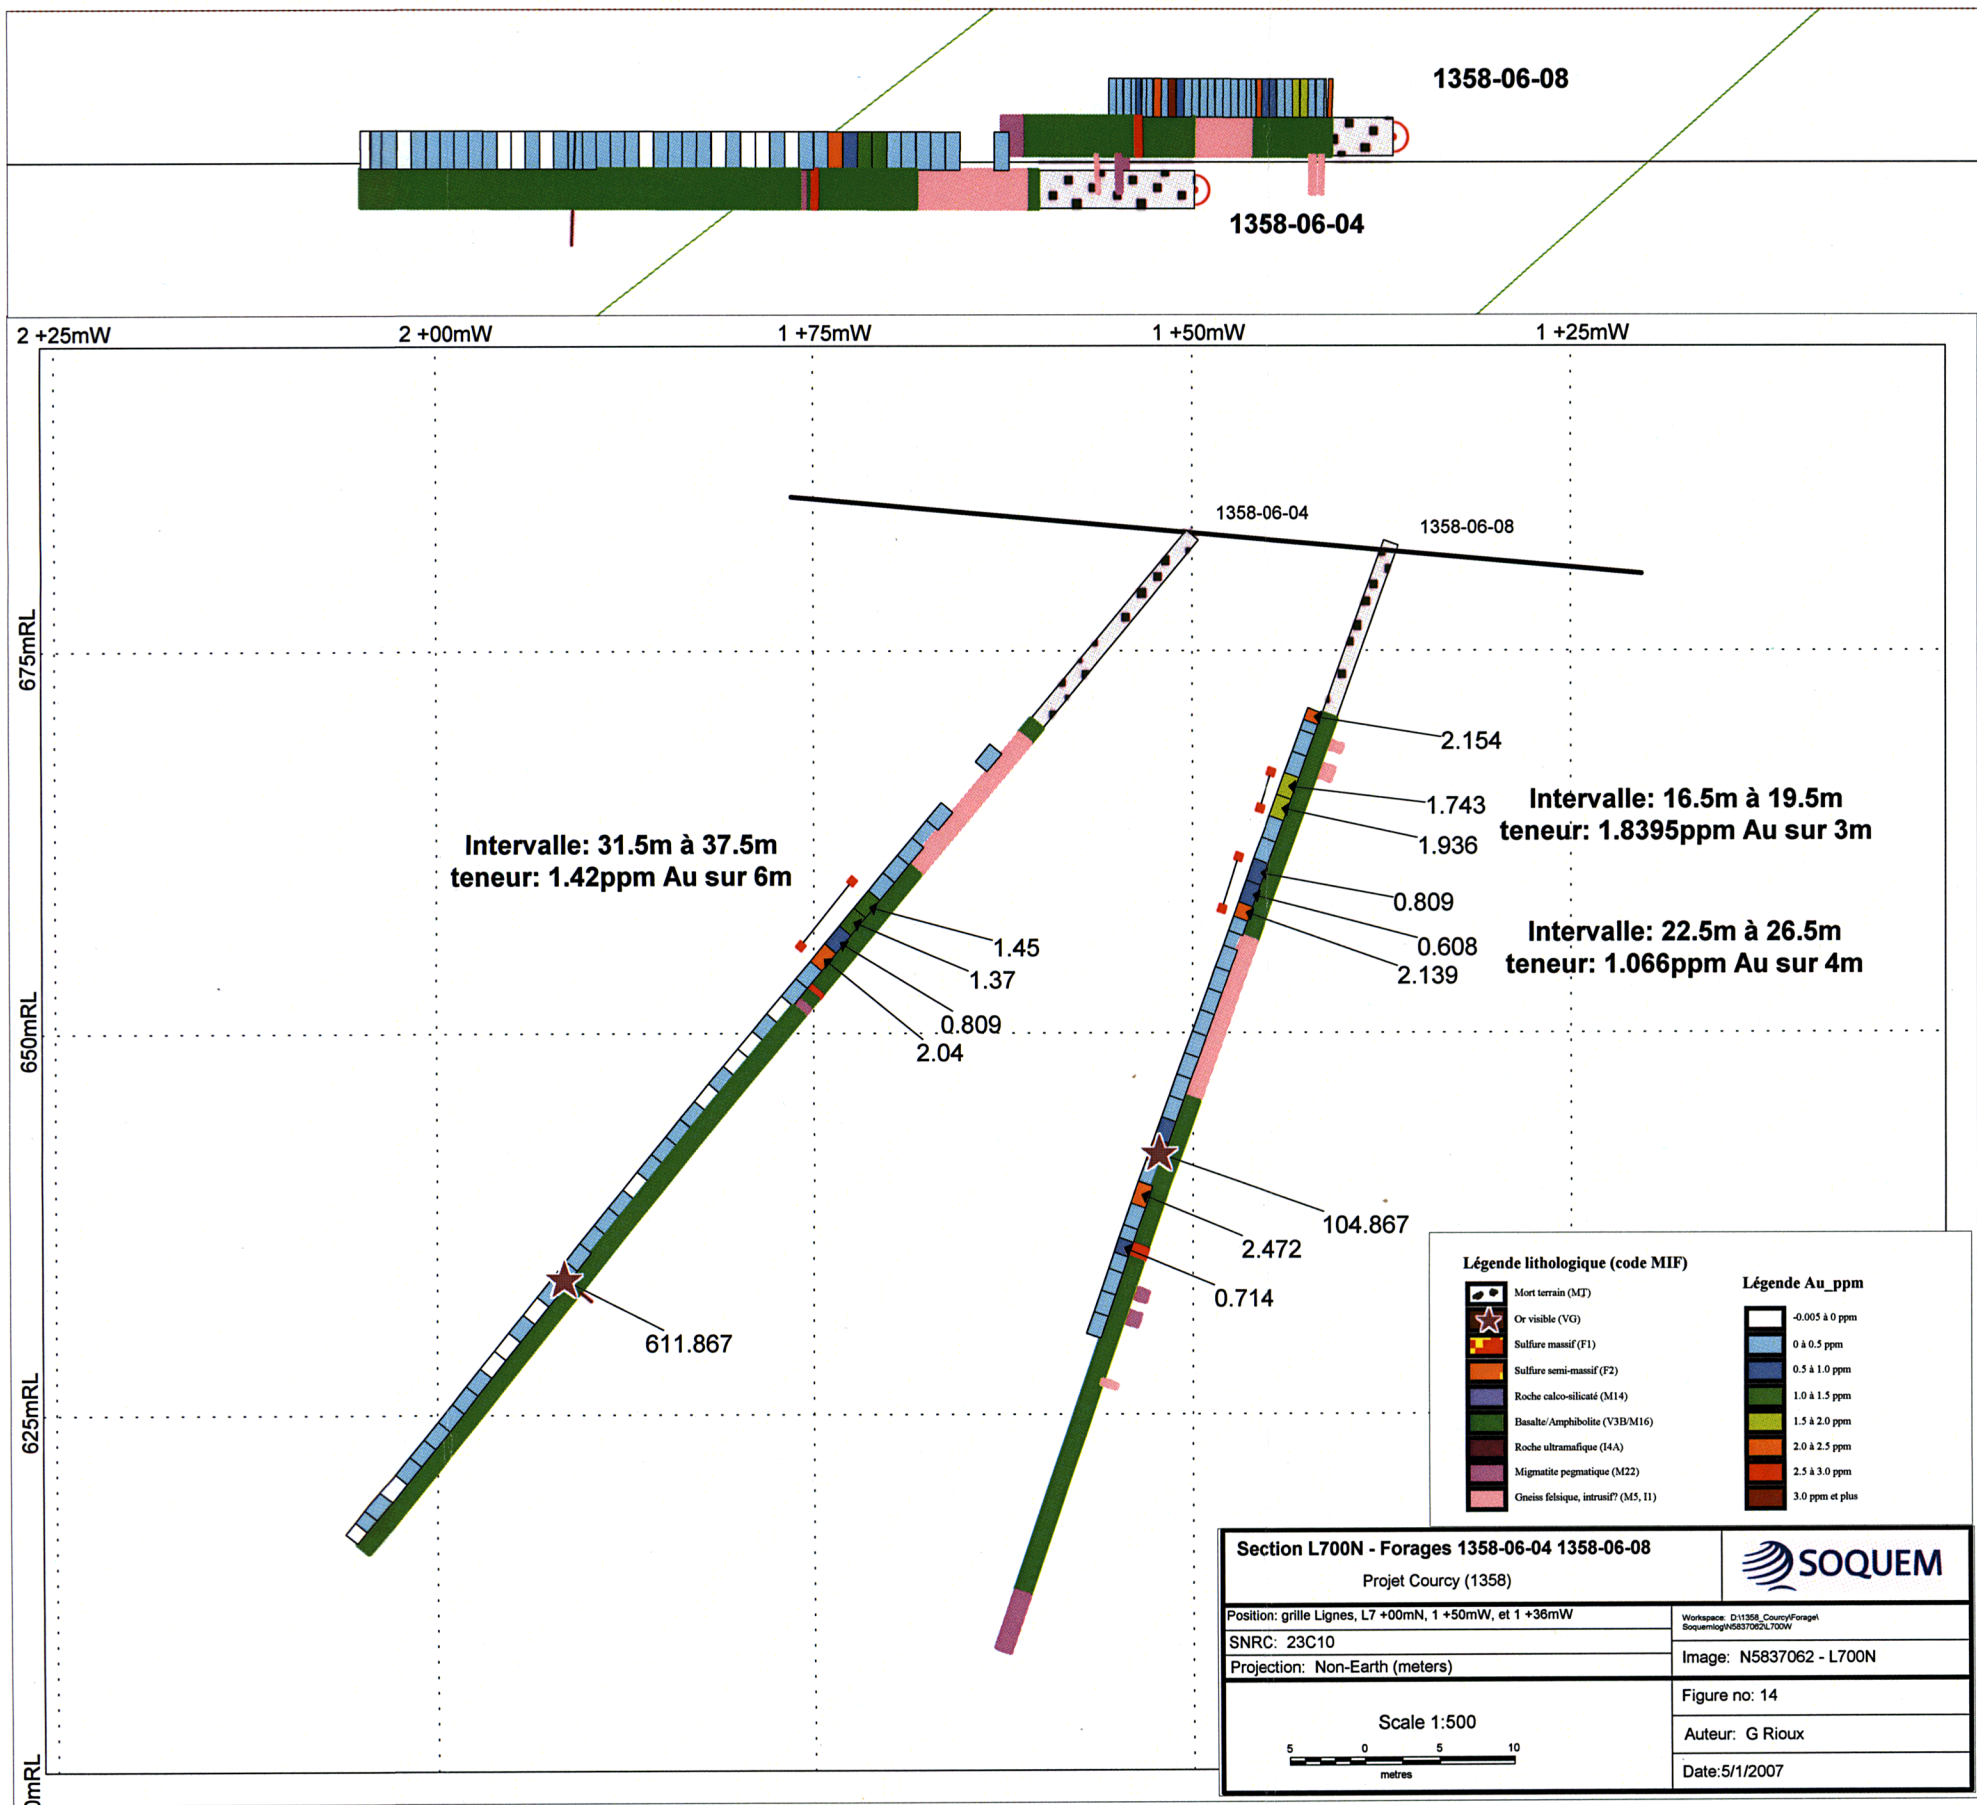 1358-06-08
1358-06-04
2 +25mW
2 +00mW
1 +75mW
1 +50mW
1 +25mW
1358-06-04
1358-06-08
675mRL
650mRL
625mRL
2.154
1.743
1.936
Intervalle: 16.5m à 19.5m
teneur: 1.8395ppm Au sur 3m
Intervalle: 31.5m à 37.5m
teneur: 1.42ppm Au sur 6m
0.809
0.608
2.139
Intervalle: 22.5m à 26.5m
teneur: 1.066ppm Au sur 4m
1.45
1.37
0.809
2.04
104.867
2.472
0.714
611.867
Légende lithologique (code MIF)
Mort terrain (MT)
Or visible (VG)
Sulfure massif (F1)
Sulfure semi-massif (F2)
Roche calco-silicaté (M14)
Basalte/Amphibolite (V3B/M16)
Roche ultramafique (I4A)
Migmatite pegmatique (M22)
Gneiss felsique, intrusif? (M5, I1)
Légende Au_ppm
-0.005 à 0 ppm
0 à 0.5 ppm
0.5 à 1.0 ppm
1.0 à 1.5 ppm
1.5 à 2.0 ppm
2.0 à 2.5 ppm
2.5 à 3.0 ppm
3.0 ppm et plus
Section L700N - Forages 1358-06-04 1358-06-08
Projet Courcy (1358)
SOQUEM
Position: grille Lignes, L7 +00mN, 1 +50mW, et 1 +36mW
SNRC: 23C10
Projection: Non-Earth (meters)
Workspace: D:\1358_Courcy\Forage\
Soquemlog\N5837062\L700W
Image: N5837062 - L700N
Figure no: 14
Auteur: G Rioux
Date:5/1/2007
Scale 1:500
5 0 5 10
metres